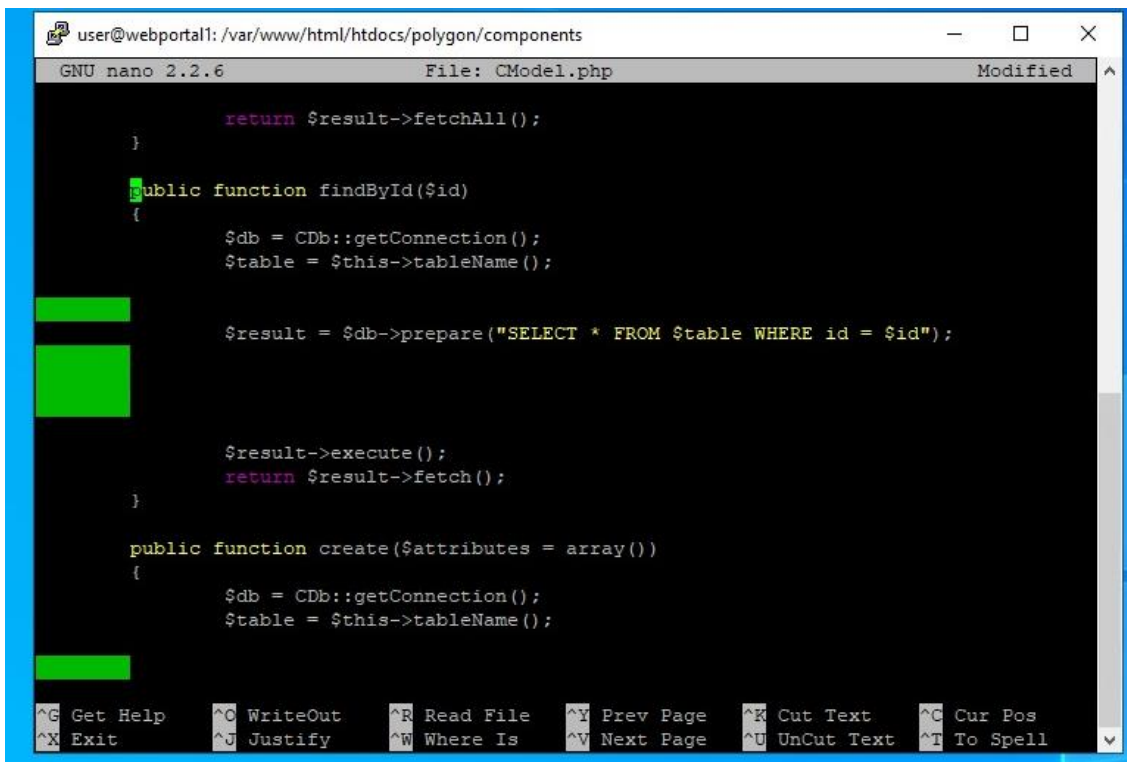 user@webportal1: /var/www/html/htdocs/polygon/components
GNU nano 2.2.6 File: CModel.php Modified
return $result->fetchAll();
}
public function findById($id)
{
$db = CDb::getConnection();
$table = $this->tableName();
$result = $db->prepare("SELECT * FROM $table WHERE id = $id");
$result->execute();
return $result->fetch();
}
public function create($attributes = array())
{
$db = CDb::getConnection();
$table = $this->tableName();
^G Get Help ^O WriteOut ^R Read File ^Y Prev Page ^K Cut Text ^C Cur Pos
^X Exit ^J Justify ^W Where Is ^V Next Page ^U UnCut Text ^T To Spell